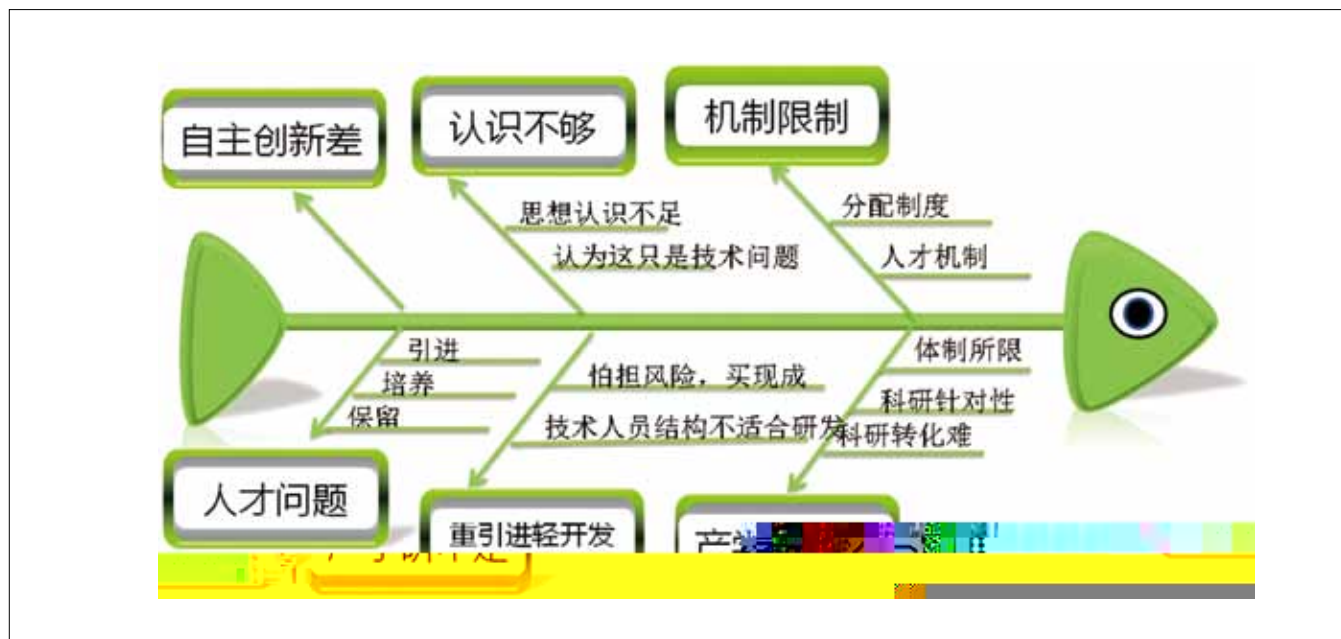 自主创新差
认识不够
机制限制
思想认识不足
认为这只是技术问题
分配制度
人才机制
引进
培养
保留
怕担风险，买现成
技术人员结构不适合研发
体制所限
科研针对性
科研转化难
人才问题
重引进轻开发
产学